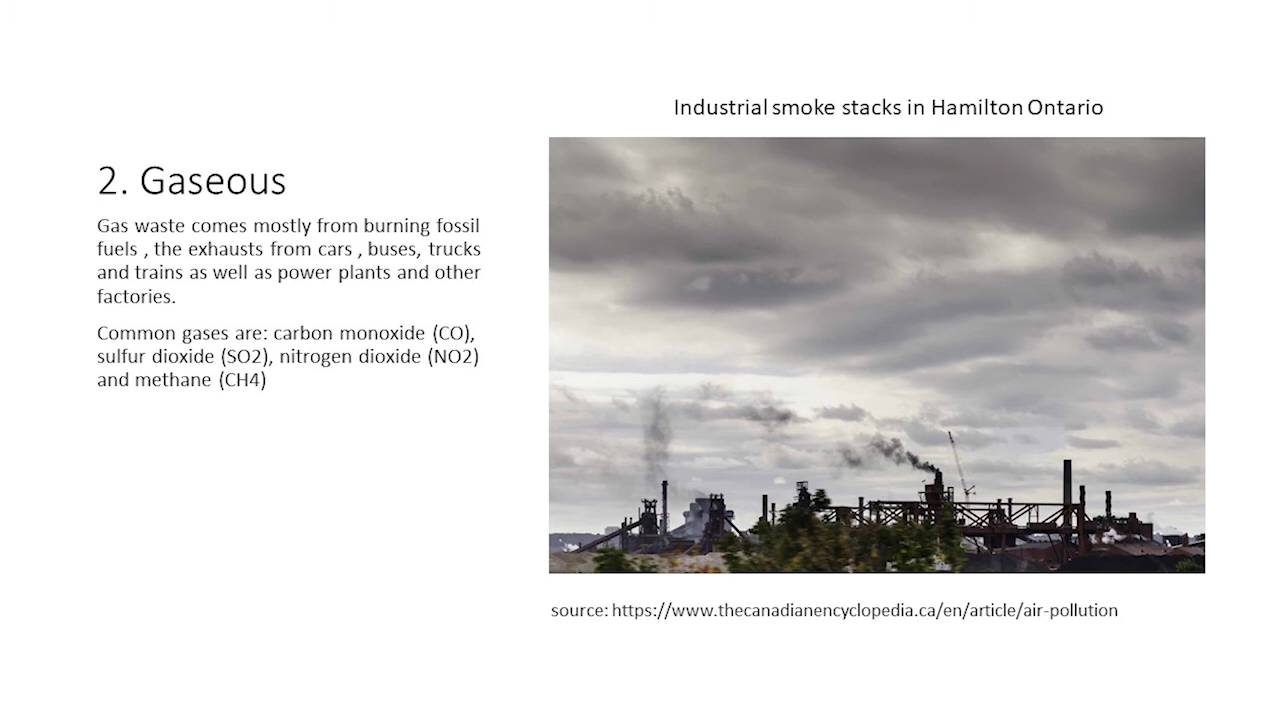 Industrial smoke stacks in Hamilton Ontario
2. Gaseous
Gas waste comes mostly from burning fossil
fuels , the exhausts from cars , buses, trucks
and trains as well as power plants and other
factories.
Common gases are: carbon monoxide (CO),
sulfur dioxide (SO2), nitrogen dioxide (NO2)
and methane (CH4)
source: https://www.thecanadianencyclopedia.ca/en/article/air-pollution